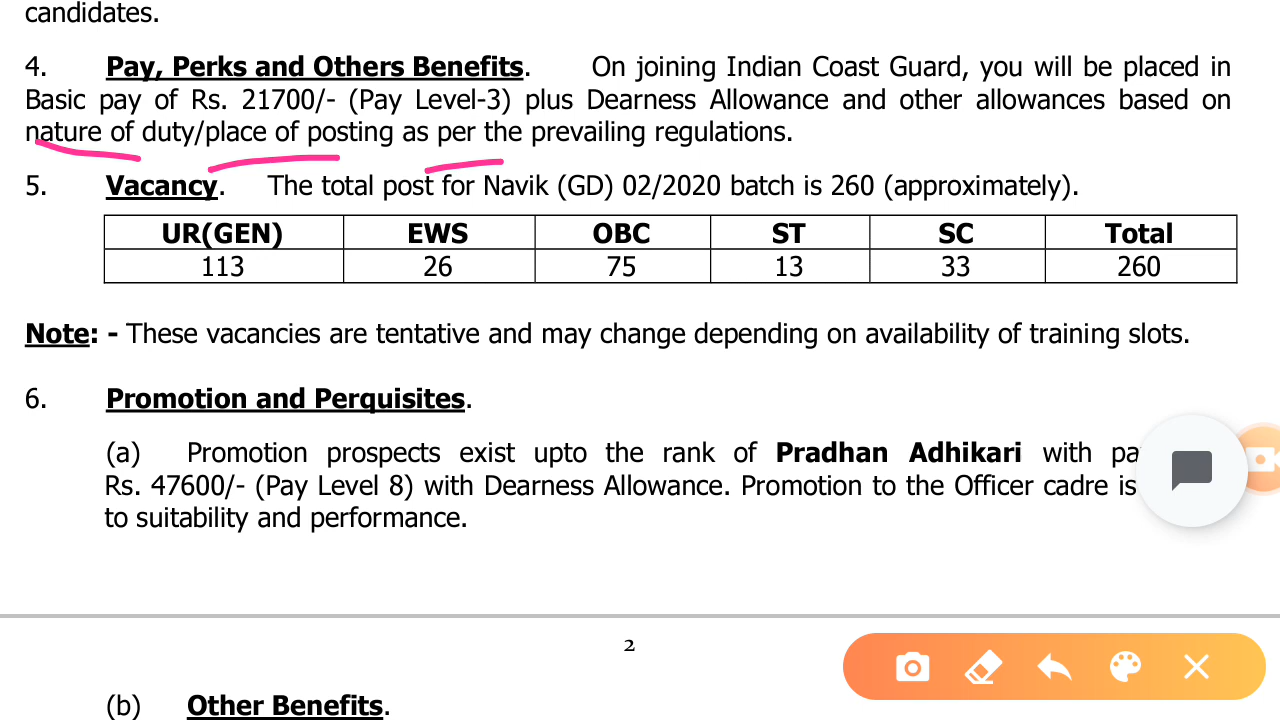 candidates.
4. Pay, Perks and Others Benefits. On joining Indian Coast Guard, you will be placed in
Basic pay of Rs. 21700/- (Pay Level-3) plus Dearness Allowance and other allowances based on
nature of duty/place of posting as per the prevailing regulations.
5. Vacancy. The total post for Navik (GD) 02/2020 batch is 260 (approximately).
UR(GEN) EWS OBC ST SC Total
113 26 75 13 33 260
Note: - These vacancies are tentative and may change depending on availability of training slots.
6. Promotion and Perquisites.
(a) Promotion prospects exist upto the rank of Pradhan Adhikari with
Rs. 47600/- (Pay Level 8) with Dearness Allowance. Promotion to the Officer cadre is
to suitability and performance.
2
(b) Other Benefits.